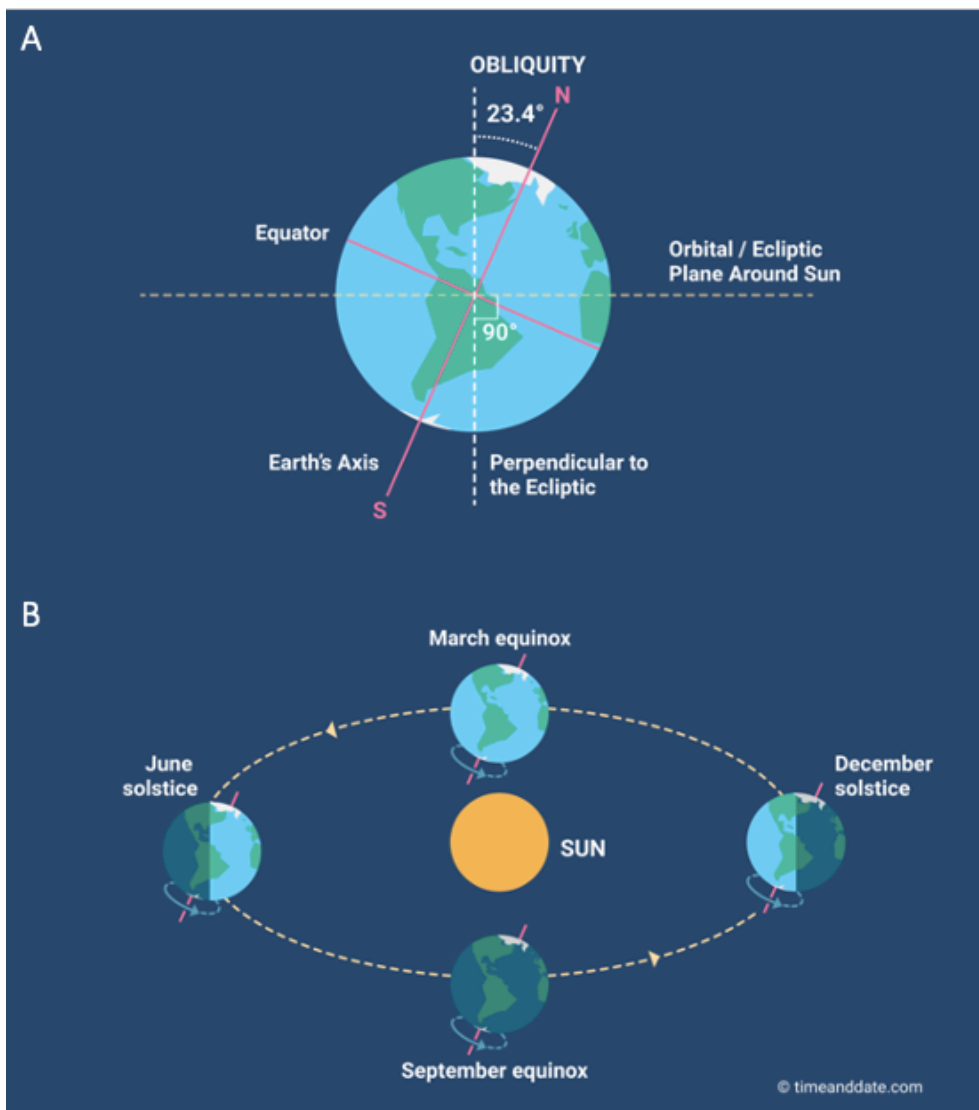 A
OBLIQUITY
N
23.4°
Equator
Orbital / Ecliptic
Plane Around Sun
90°
Earth's Axis
Perpendicular to
the Ecliptic
S
B
March equinox
June
solstice
December
solstice
SUN
September equinox
© timeanddate.com